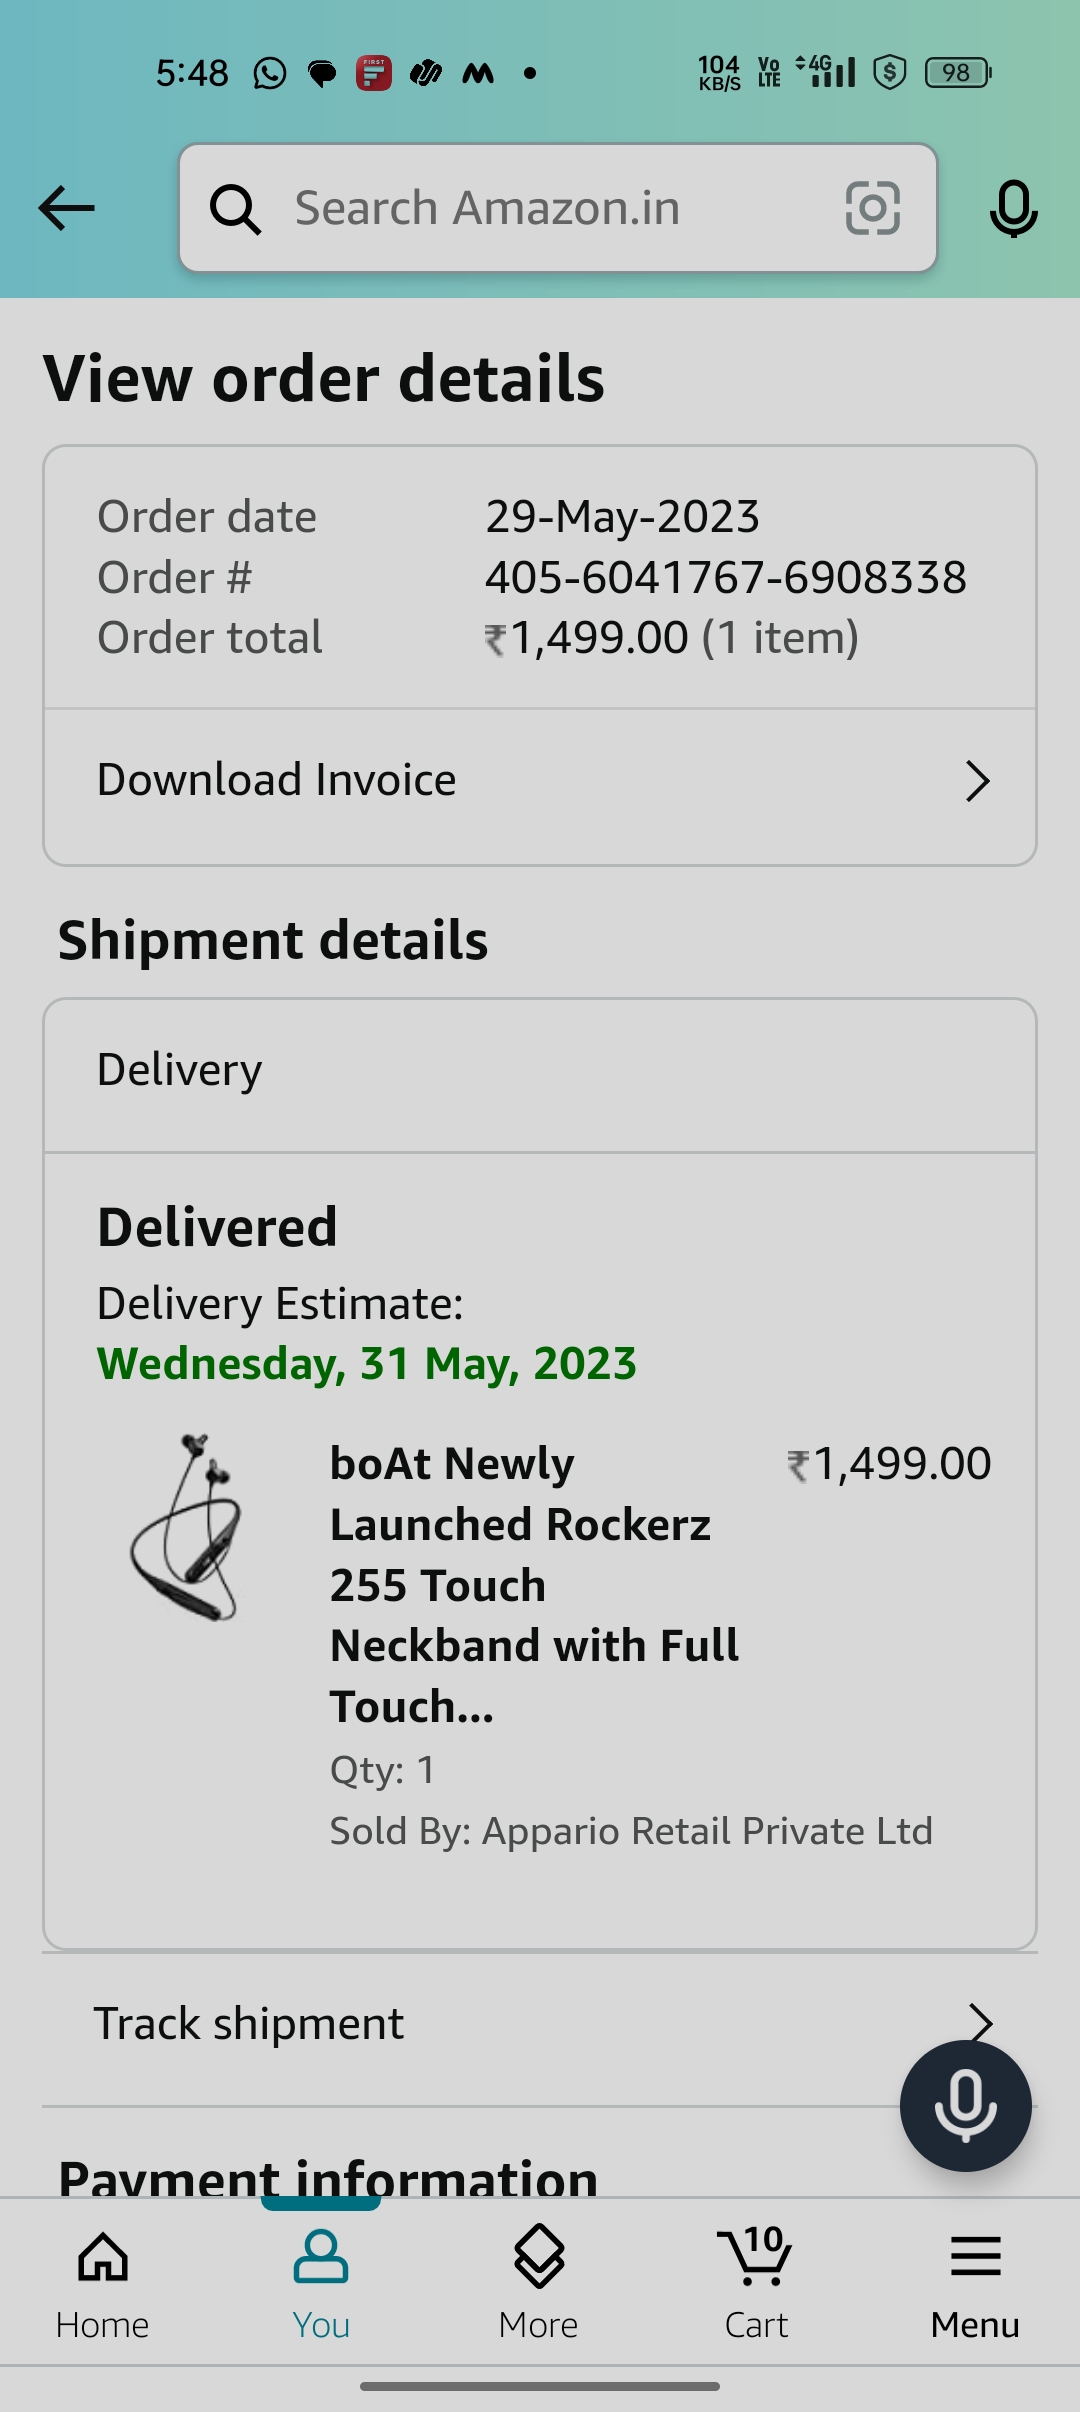 5:48
FIRST
104
KB/S
Vo
LTE
4G
98
Search Amazon.in
View order details
Order date 29-May-2023
Order # 405-6041767-6908338
Order total ₹1,499.00 (1 item)
Download Invoice
Shipment details
Delivery
Delivered
Delivery Estimate:
Wednesday, 31 May, 2023
boAt Newly ₹1,499.00
Launched Rockerz
255 Touch
Neckband with Full
Touch...
Qty: 1
Sold By: Appario Retail Private Ltd
Track shipment
Payment information
10
Home You More Cart Menu